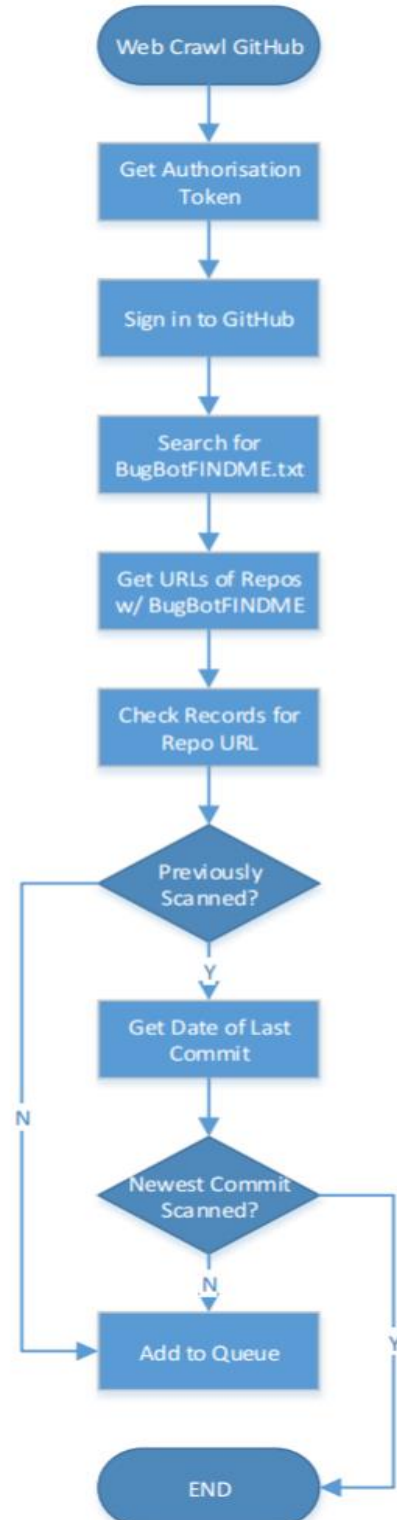 Web Crawl GitHub
Get Authorisation
Token
Sign in to GitHub
Search for
BugBotFINDME.txt
Get URLs of Repos
w/ BugBotFINDME
Check Records for
Repo URL
Previously
Scanned?
Y
Get Date of Last
Commit
N
Newest Commit
Scanned?
N
Y
Add to Queue
END